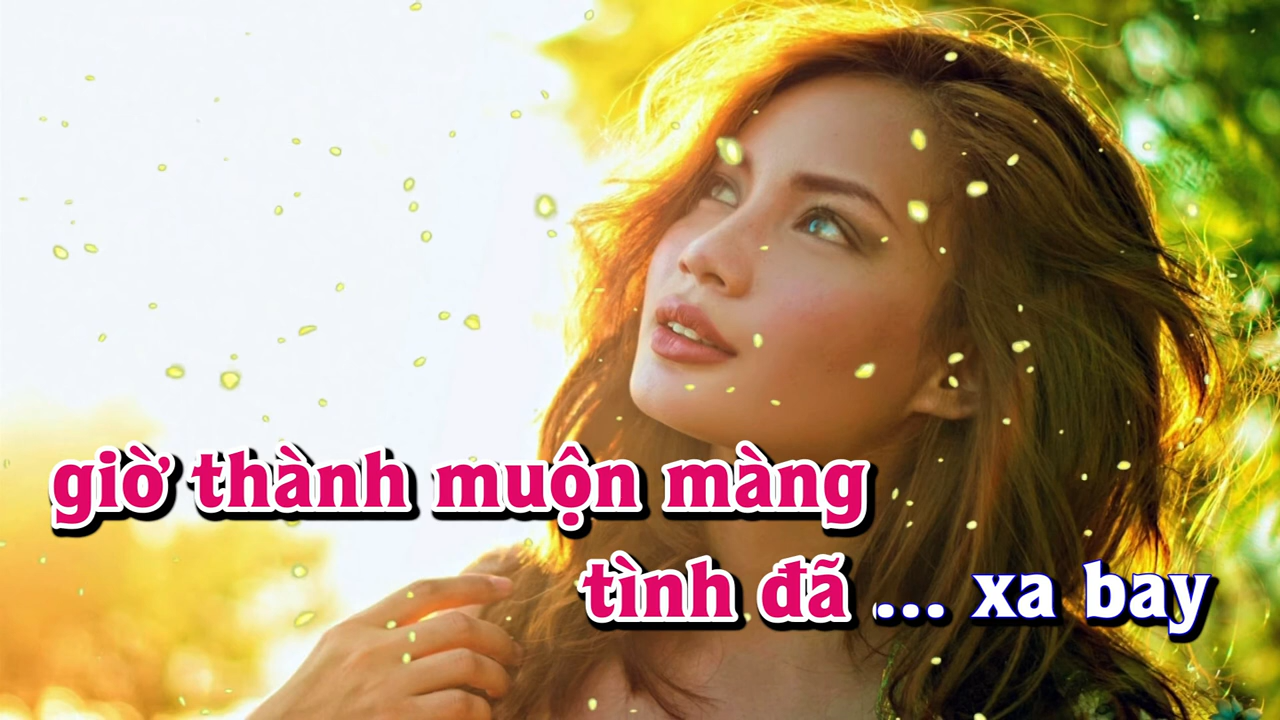 giờ thành muộn màng
tình đã ... xa bay